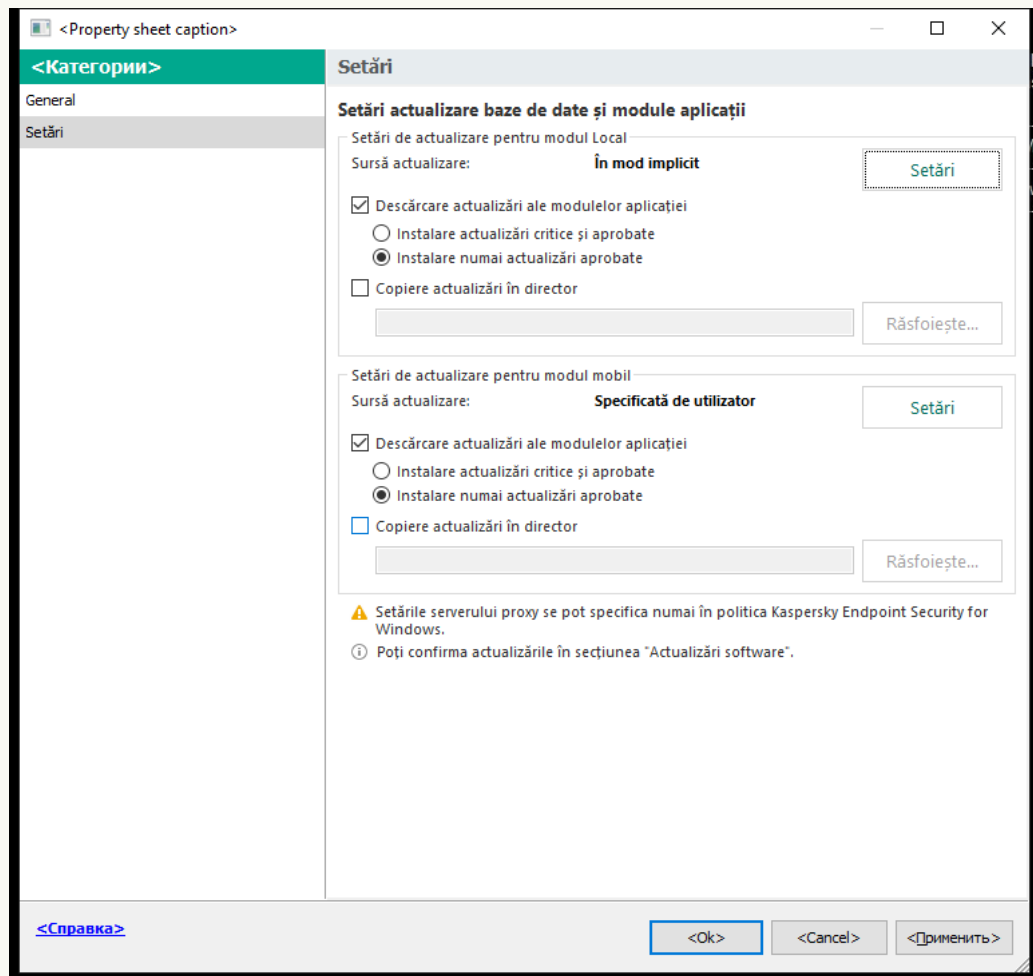 <Property sheet caption>
<Категории>
General
Setări
Setări
Setări actualizare baze de date și module aplicații
Setări de actualizare pentru modul Local
Sursă actualizare: În mod implicit Setări
Descărcare actualizări ale modulelor aplicației
Instalare actualizări critice și aprobate
Instalare numai actualizări aprobate
Copiere actualizări în director
Răsfoiește...
Setări de actualizare pentru modul mobil
Sursă actualizare: Specificată de utilizator Setări
Descărcare actualizări ale modulelor aplicației
Instalare actualizări critice și aprobate
Instalare numai actualizări aprobate
Copiere actualizări în director
Răsfoiește...
Setările serverului proxy se pot specifica numai în politica Kaspersky Endpoint Security for
Windows.
Poți confirma actualizările în secțiunea "Actualizări software".
<Справка>
<Ok> <Cancel> <Применить>